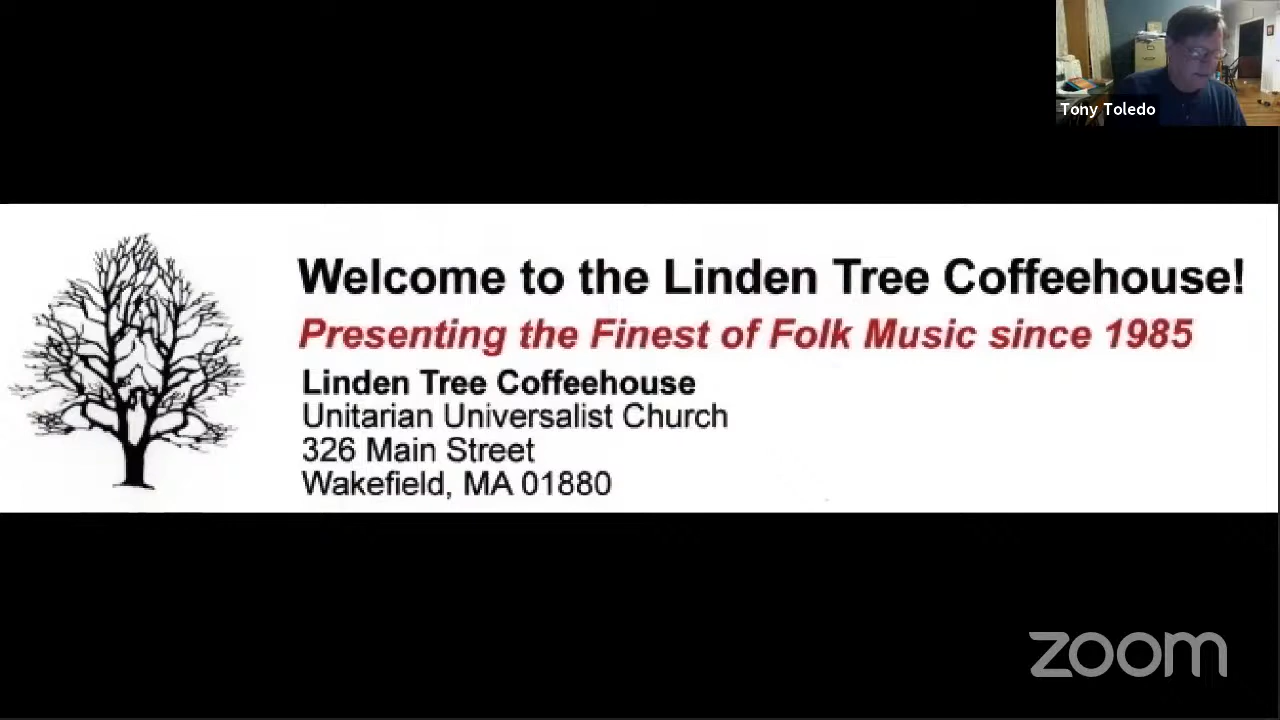 Tony Toledo
Welcome to the Linden Tree Coffeehouse!
Presenting the Finest of Folk Music since 1985
Linden Tree Coffeehouse
Unitarian Universalist Church
326 Main Street
Wakefield, MA 01880
zoom